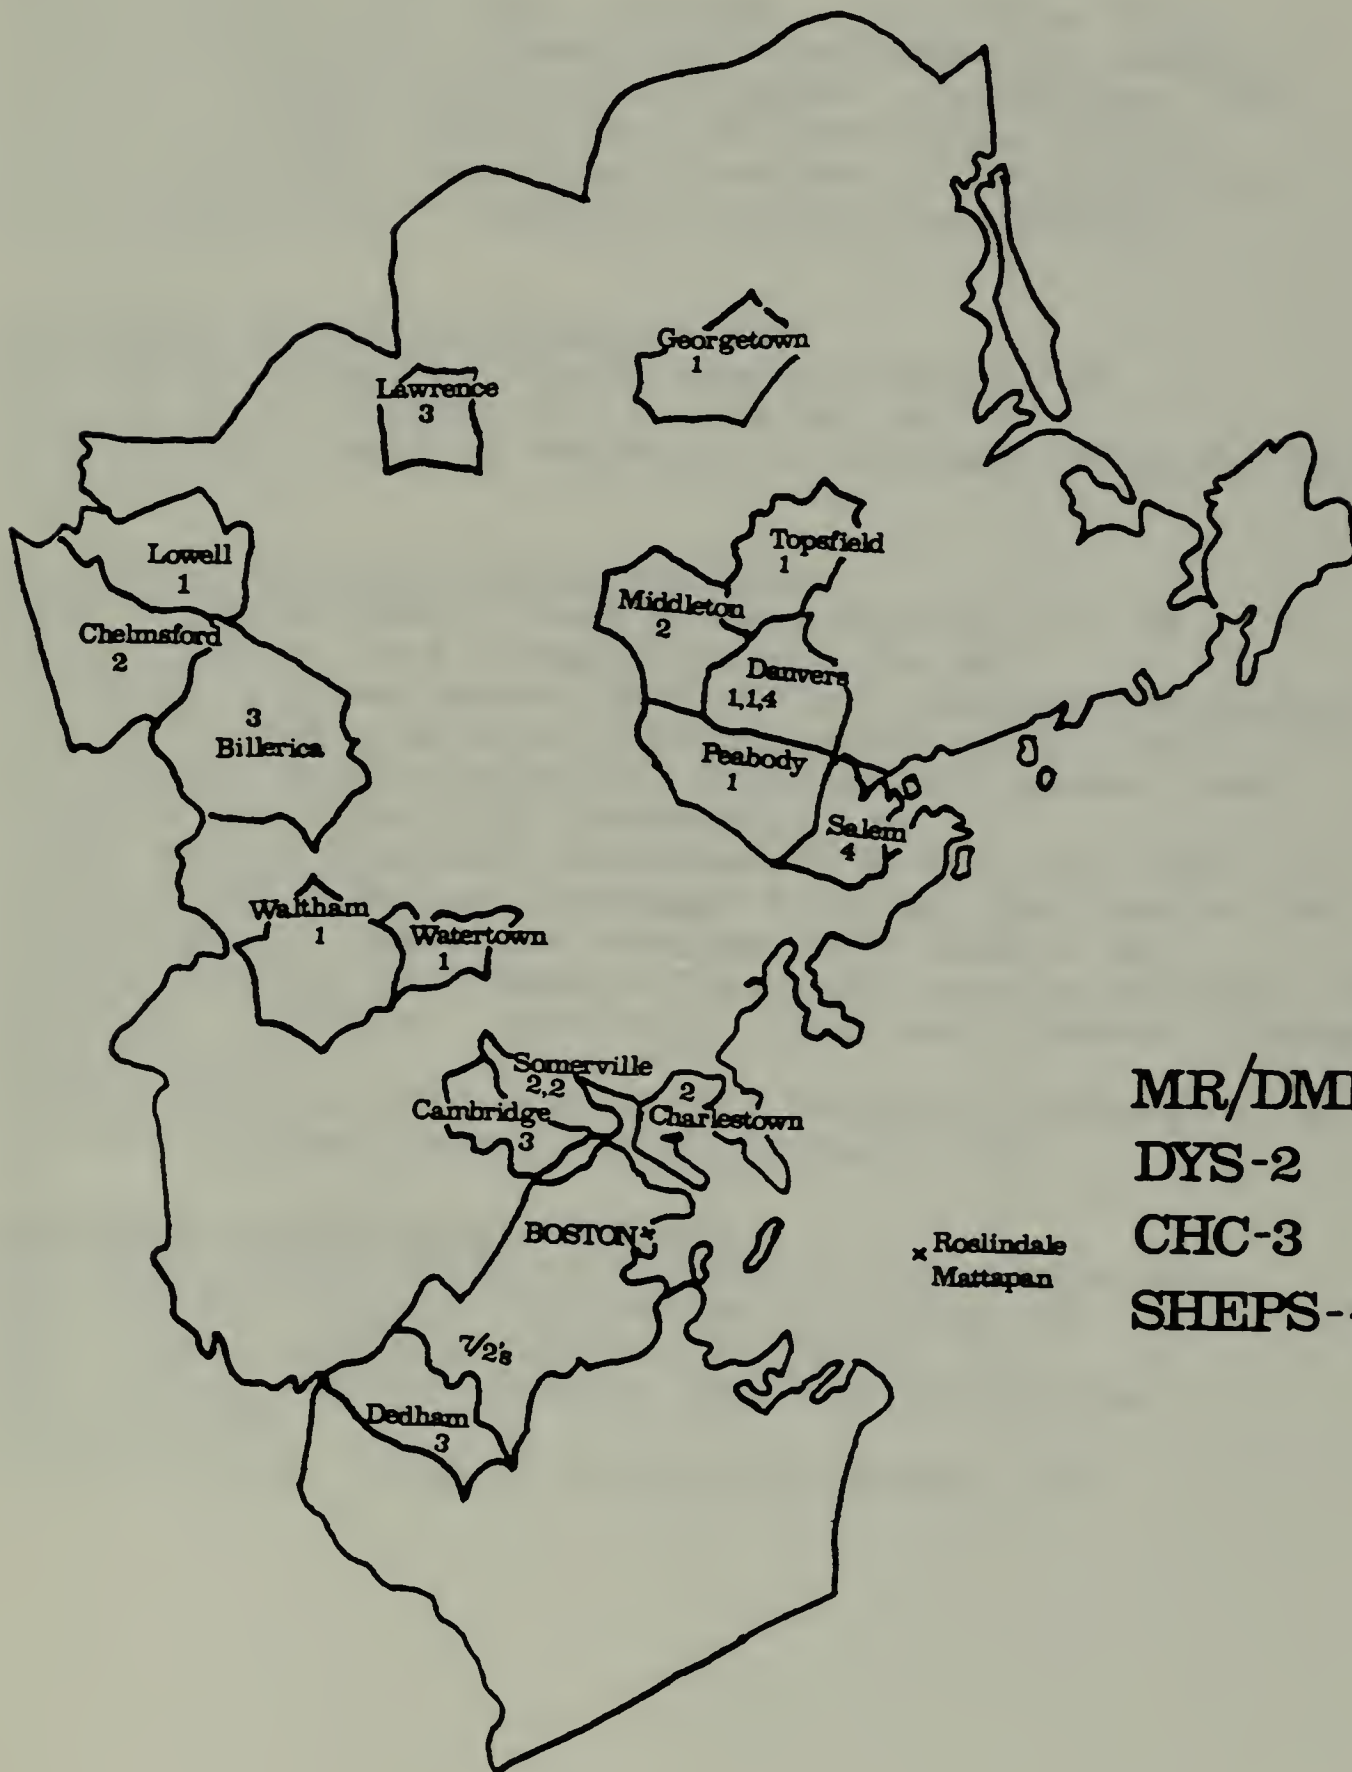 Georgetown
1
Lawrence
3
Topsfield
1
Lowell
1
Middleton
2
Chelmsford
2
Danvers
1,1,4
3
Billerica
Peabody
1
Salem
4
Waltham
1
Watertown
1
Somerville
2,2
2
Charlestown
Cambridge
3
MR/
DYS-2
BOSTON*
x Roslindale
Mattapan
CHC-3
SHEPS-
7/2's
Dedham
3